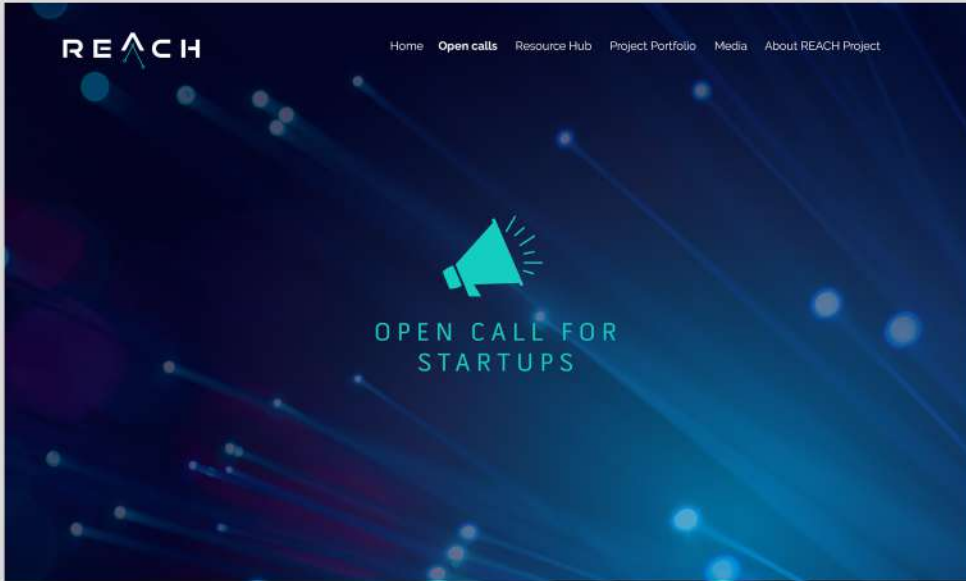 REACH
Home Open calls Resource Hub Project Portfolio Media About REACH Project
OPEN CALL FOR
STARTUPS